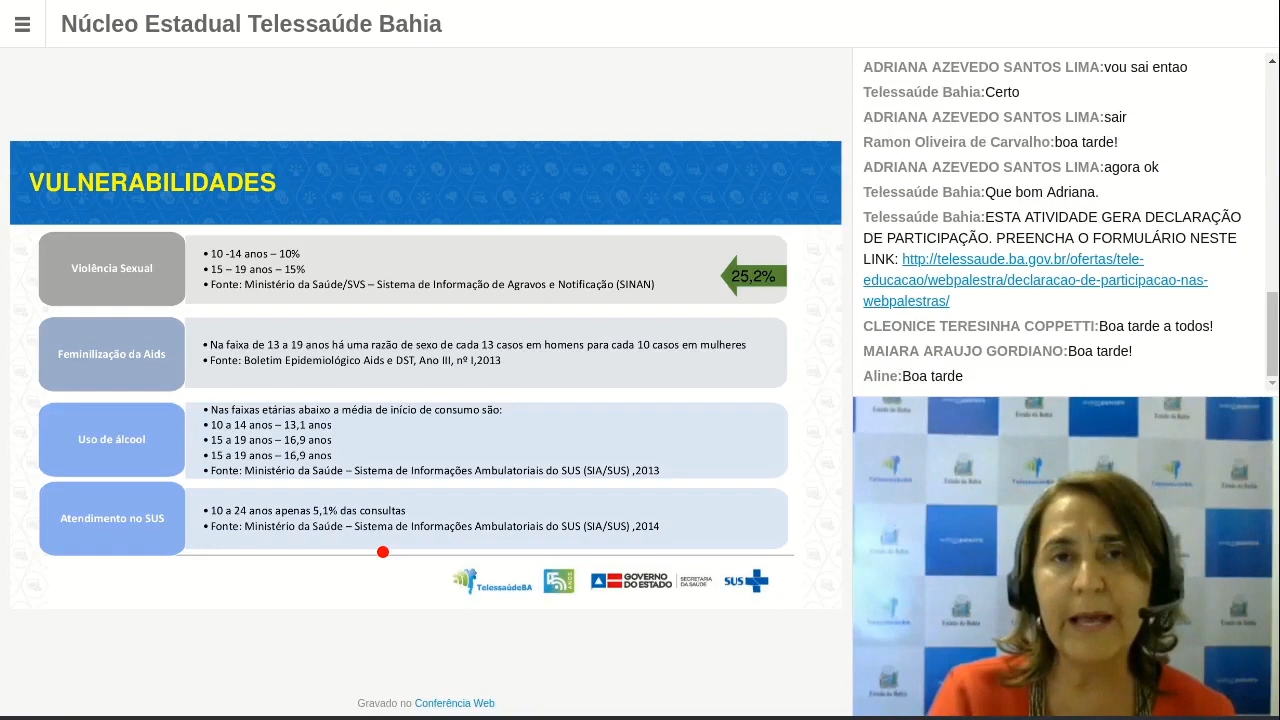 Núcleo Estadual Telessaúde Bahia
VULNERABILIDADES
Violência Sexual
• 10 -14 anos – 10%
• 15 – 19 anos – 15%
• Fonte: Ministério da Saúde/SVS – Sistema de Informação de Agravos e Notificação (SINAN)
25,2%
Feminilização da Aids
• Na faixa de 13 a 19 anos há uma razão de sexo de cada 13 casos em homens para cada 10 casos em mulheres
• Fonte: Boletim Epidemiológico Aids e DST, Ano III, nº I,2013
Uso de álcool
• Nas faixas etárias abaixo a média de início de consumo são:
• 10 a 14 anos – 13,1 anos
• 15 a 19 anos – 16,9 anos
• 15 a 19 anos – 16,9 anos
• Fonte: Ministério da Saúde – Sistema de Informações Ambulatoriais do SUS (SIA/SUS) ,2013
Atendimento no SUS
• 10 a 24 anos apenas 5,1% das consultas
• Fonte: Ministério da Saúde – Sistema de Informações Ambulatoriais do SUS (SIA/SUS) ,2014
TelessaúdeBA
GOVERNO
DO ESTADO
SECRETARIA
DA SAÚDE
SUS
Gravado no Conferência Web
ADRIANA AZEVEDO SANTOS LIMA:vou sai entao
Telessaúde Bahia:Certo
ADRIANA AZEVEDO SANTOS LIMA:sair
Ramon Oliveira de Carvalho:boa tarde!
ADRIANA AZEVEDO SANTOS LIMA:agora ok
Telessaúde Bahia:Que bom Adriana.
Telessaúde Bahia:ESTA ATIVIDADE GERA DECLARAÇÃO
DE PARTICIPAÇÃO. PREENCHA O FORMULÁRIO NESTE
LINK: http://telessaude.ba.gov.br/ofertas/tele-
educacao/webpalestra/declaracao-de-participacao-nas-
webpalestras/
CLEONICE TERESINHA COPPETTI:Boa tarde a todos!
MAIARA ARAUJO GORDIANO:Boa tarde!
Aline:Boa tarde